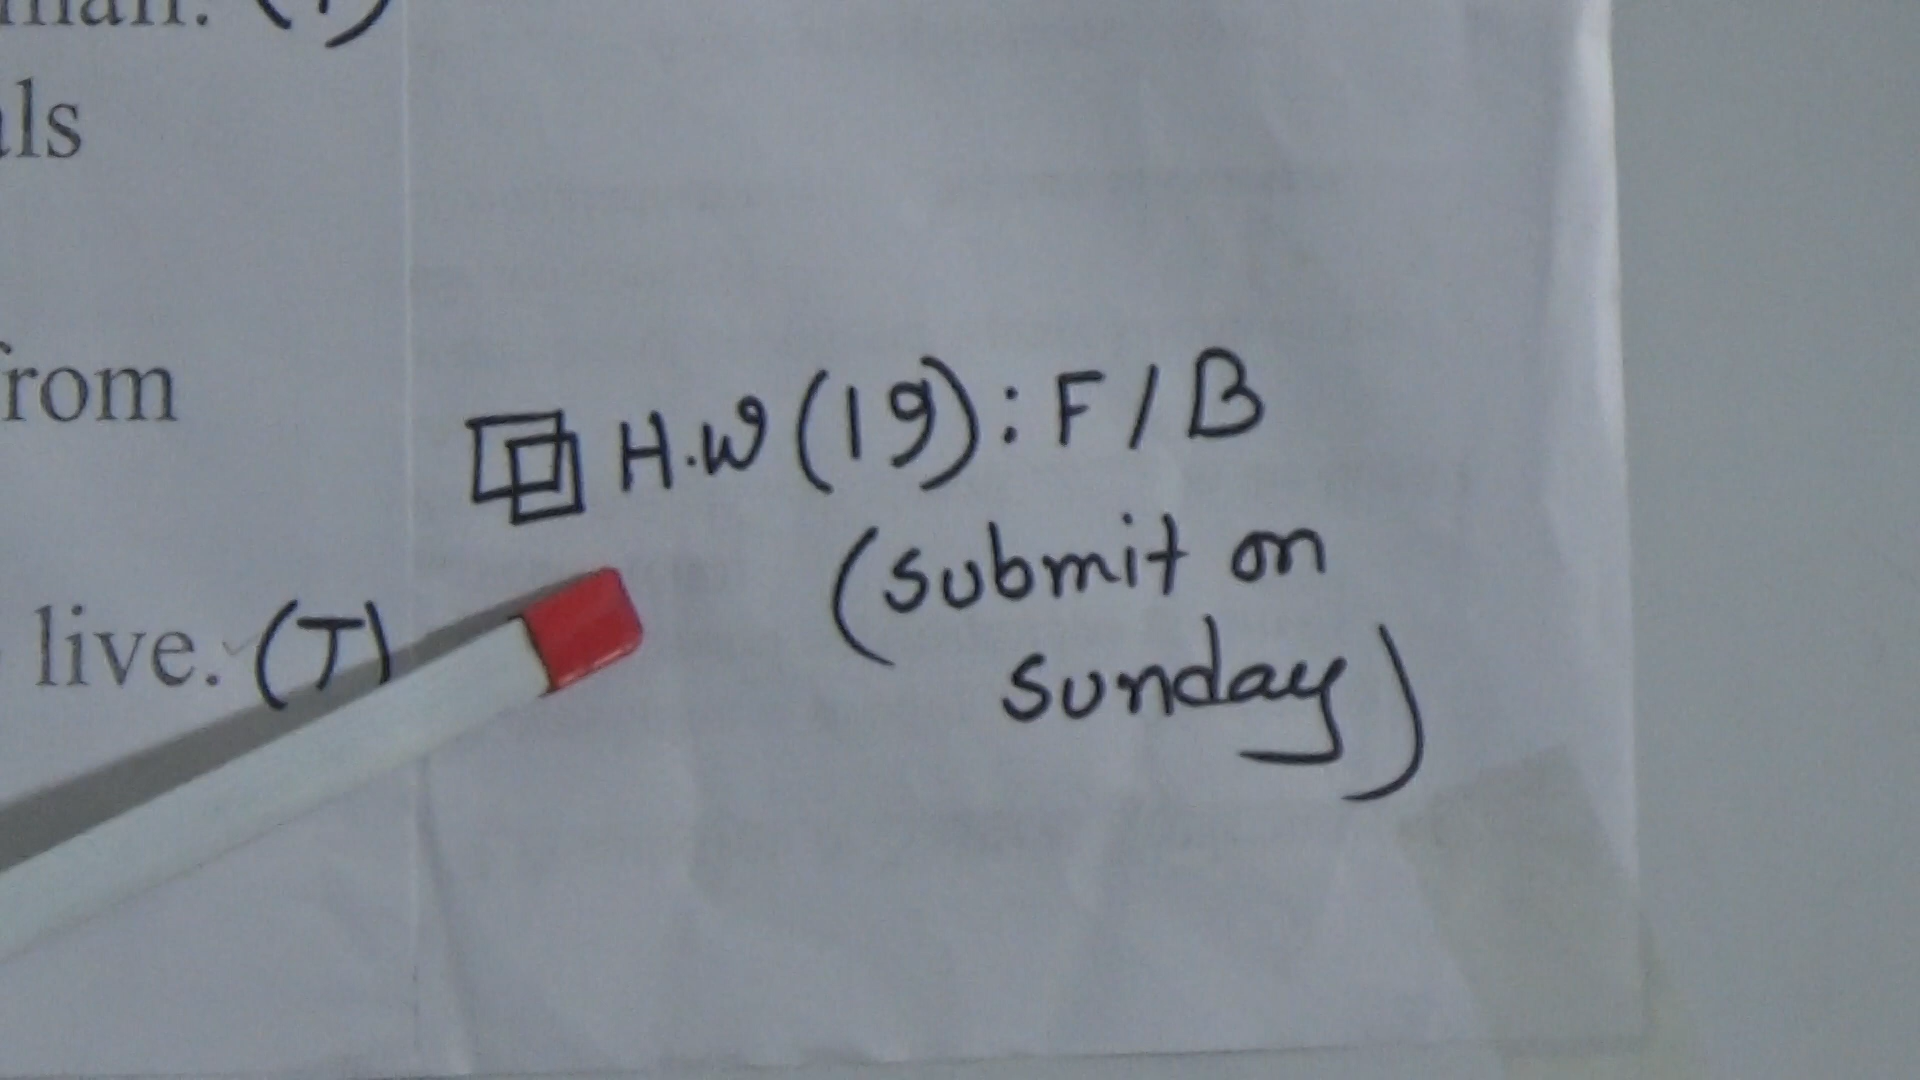 ls
rom
H.W (19): F/B
(submit on
sunday)
live. (T)